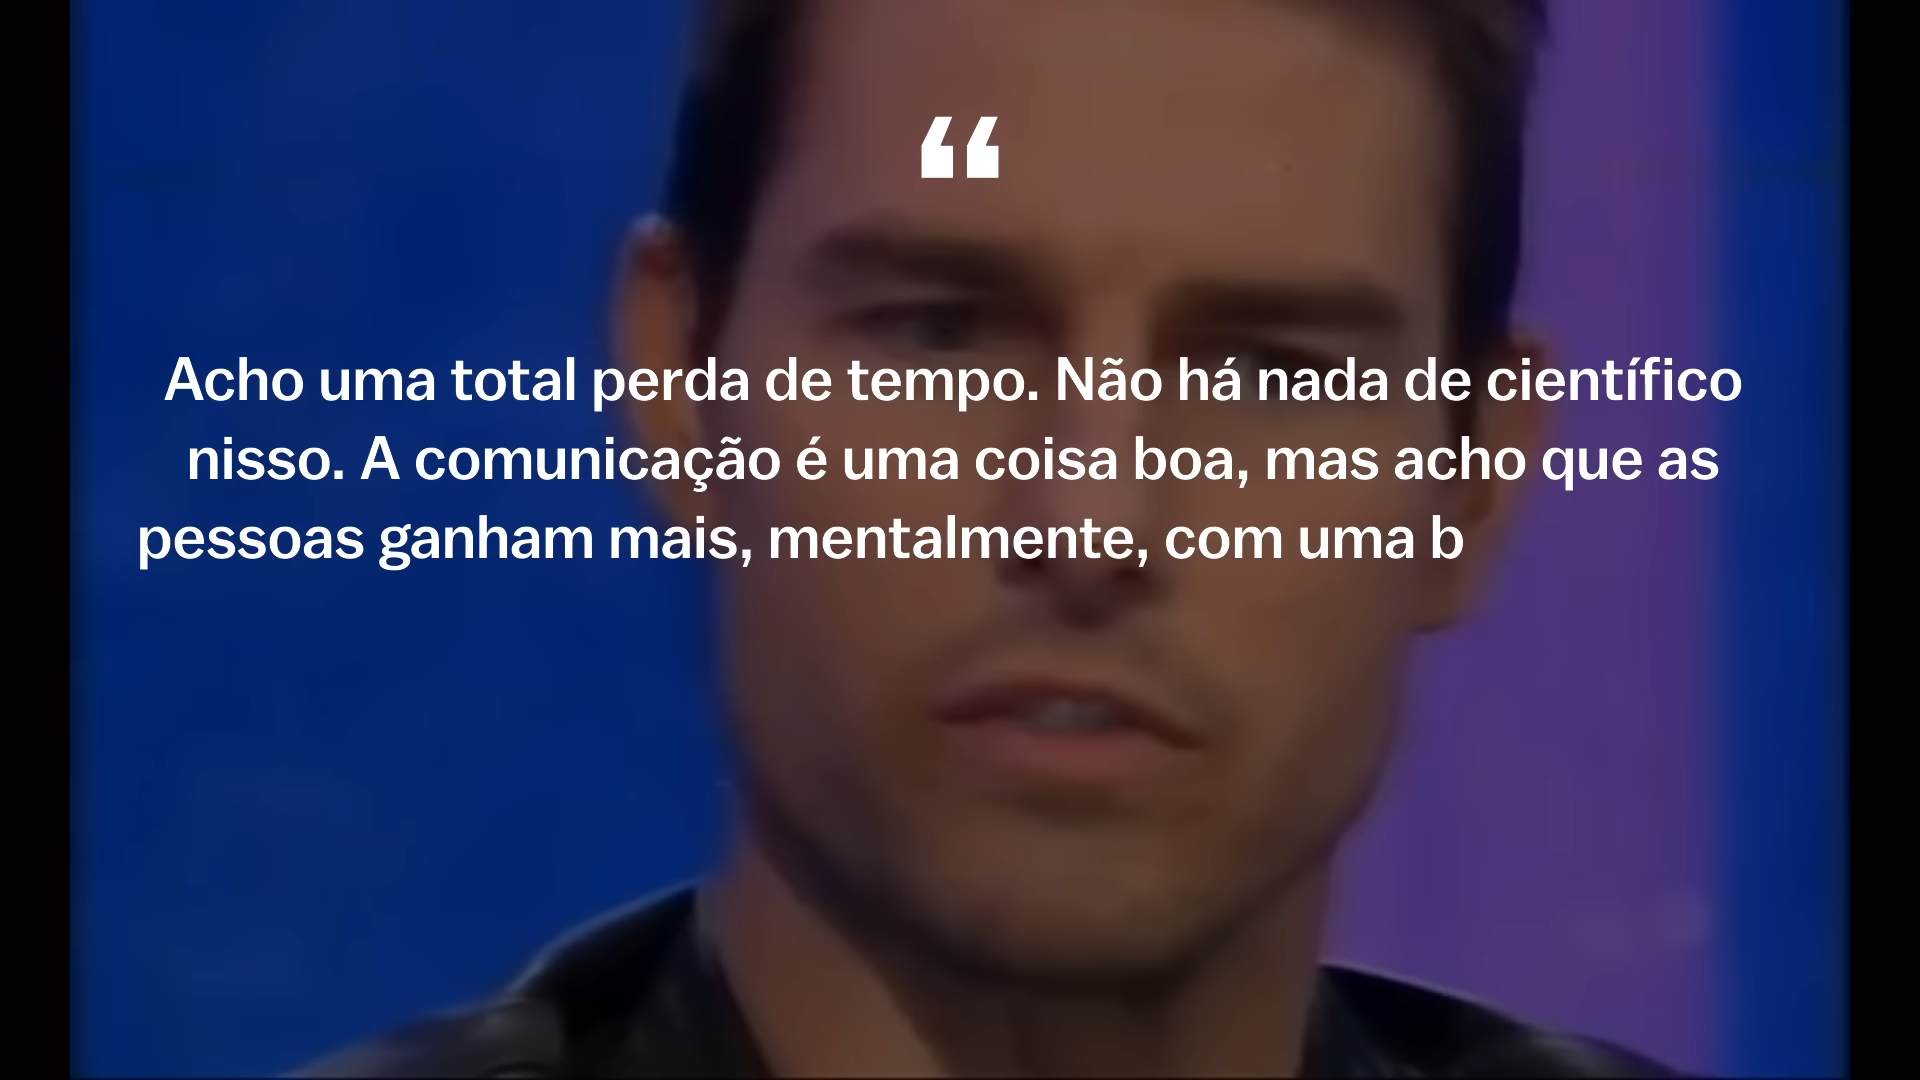 “
Acho uma total perda de tempo. Não há nada de científico
nisso. A comunicação é uma coisa boa, mas acho que as
pessoas ganham mais, mentalmente, com uma b